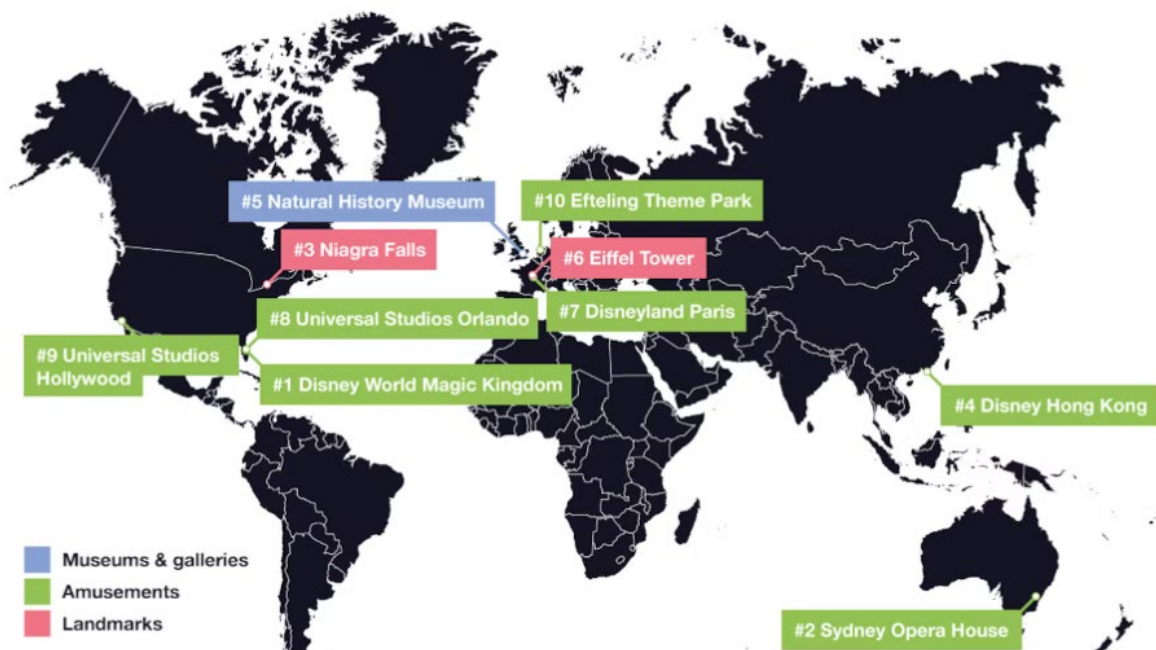 #5 Natural History Museum
#10 Efteling Theme Park
#3 Niagra Falls
#6 Eiffel Tower
#8 Universal Studios Orlando
#7 Disneyland Paris
#9 Universal Studios
Hollywood
#1 Disney World Magic Kingdom
#4 Disney Hong Kong
Museums & galleries
Amusements
Landmarks
#2 Sydney Opera House